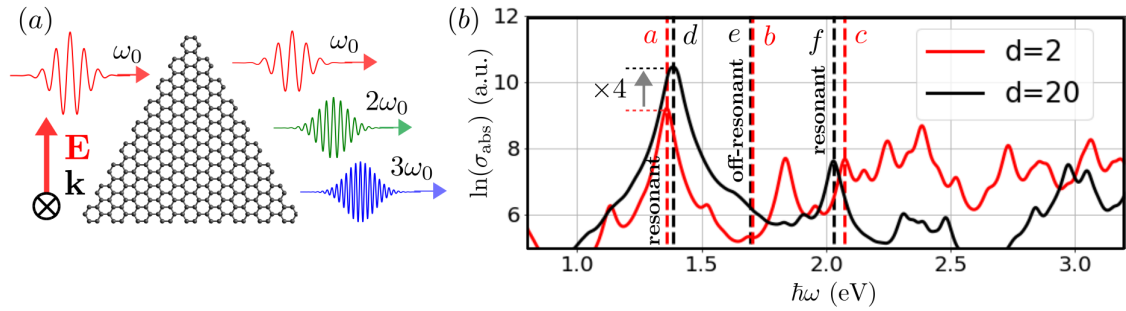 (a)
ω₀
ω₀
2ω₀
3ω₀
E
k
(b)
ln(σ_abs) (a.u.)
12
10
8
6
a
d
e
b
f
c
×4
resonant
off-resonant
resonant
d=2
d=20
1.0
1.5
2.0
2.5
3.0
ℏω (eV)